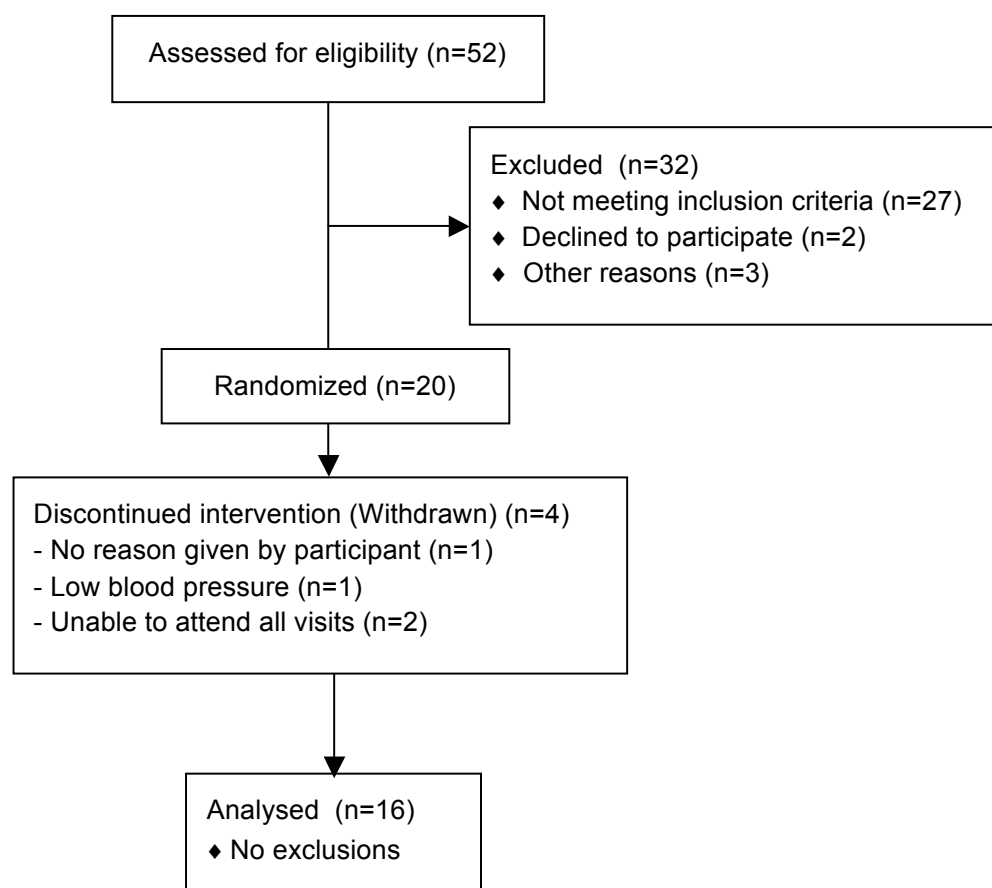 Assessed for eligibility (n=52)
Excluded (n=32)
♦ Not meeting inclusion criteria (n=27)
♦ Declined to participate (n=2)
♦ Other reasons (n=3)
Randomized (n=20)
Discontinued intervention (Withdrawn) (n=4)
- No reason given by participant (n=1)
- Low blood pressure (n=1)
- Unable to attend all visits (n=2)
Analysed (n=16)
♦ No exclusions